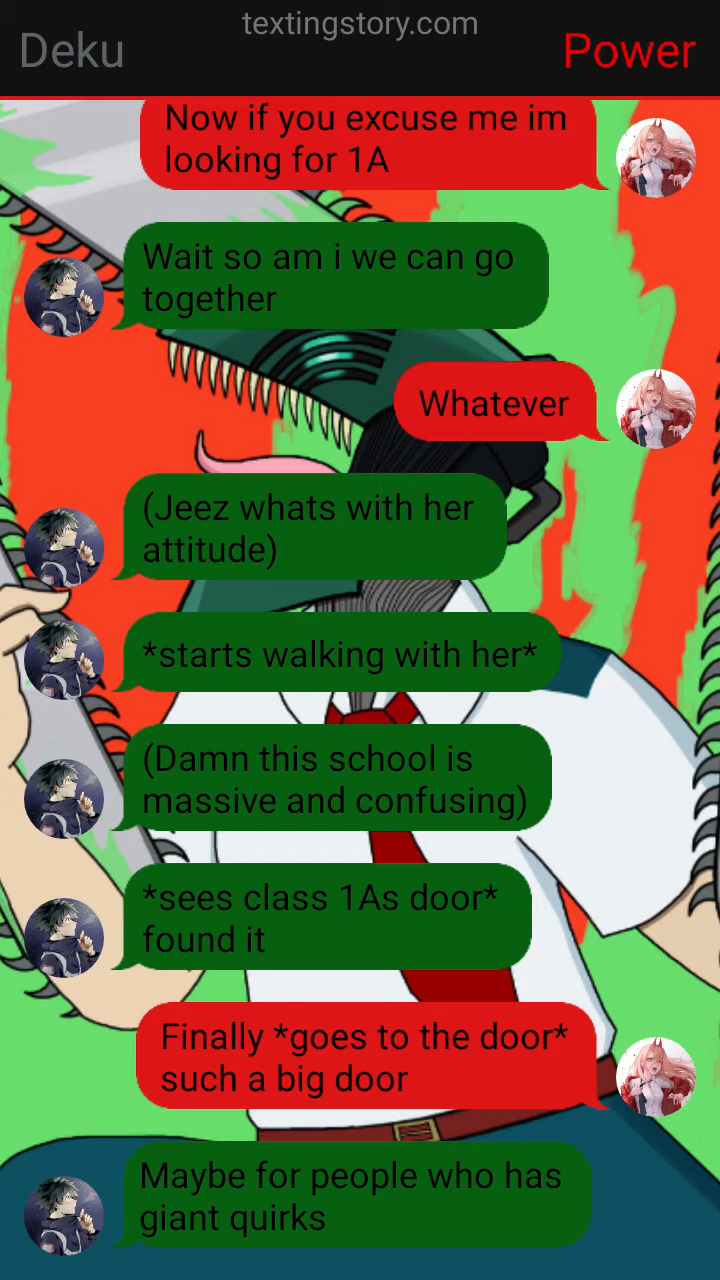 textingstory.com
Deku
Power
Now if you excuse me im
looking for 1A
Wait so am i we can go
together
Whatever
(Jeez whats with her
attitude)
*starts walking with her*
(Damn this school is
massive and confusing)
*sees class 1As door*
found it
Finally *goes to the door*
such a big door
Maybe for people who has
giant quirks